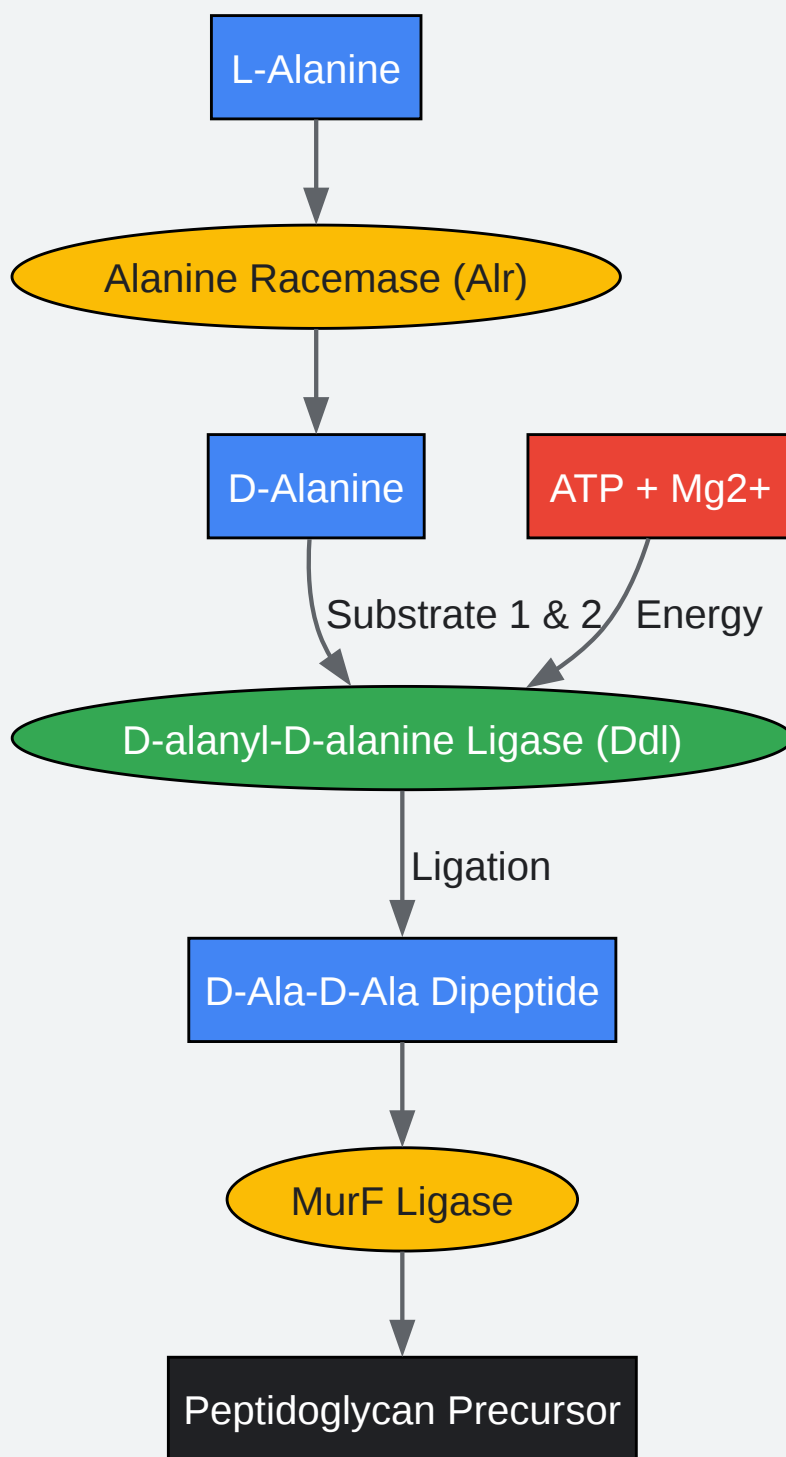 L-Alanine
Alanine Racemase (Alr)
D-Alanine
ATP + Mg2+
Substrate 1 & 2
Energy
D-alanyl-D-alanine Ligase (Ddl)
Ligation
D-Ala-D-Ala Dipeptide
MurF Ligase
Peptidoglycan Precursor